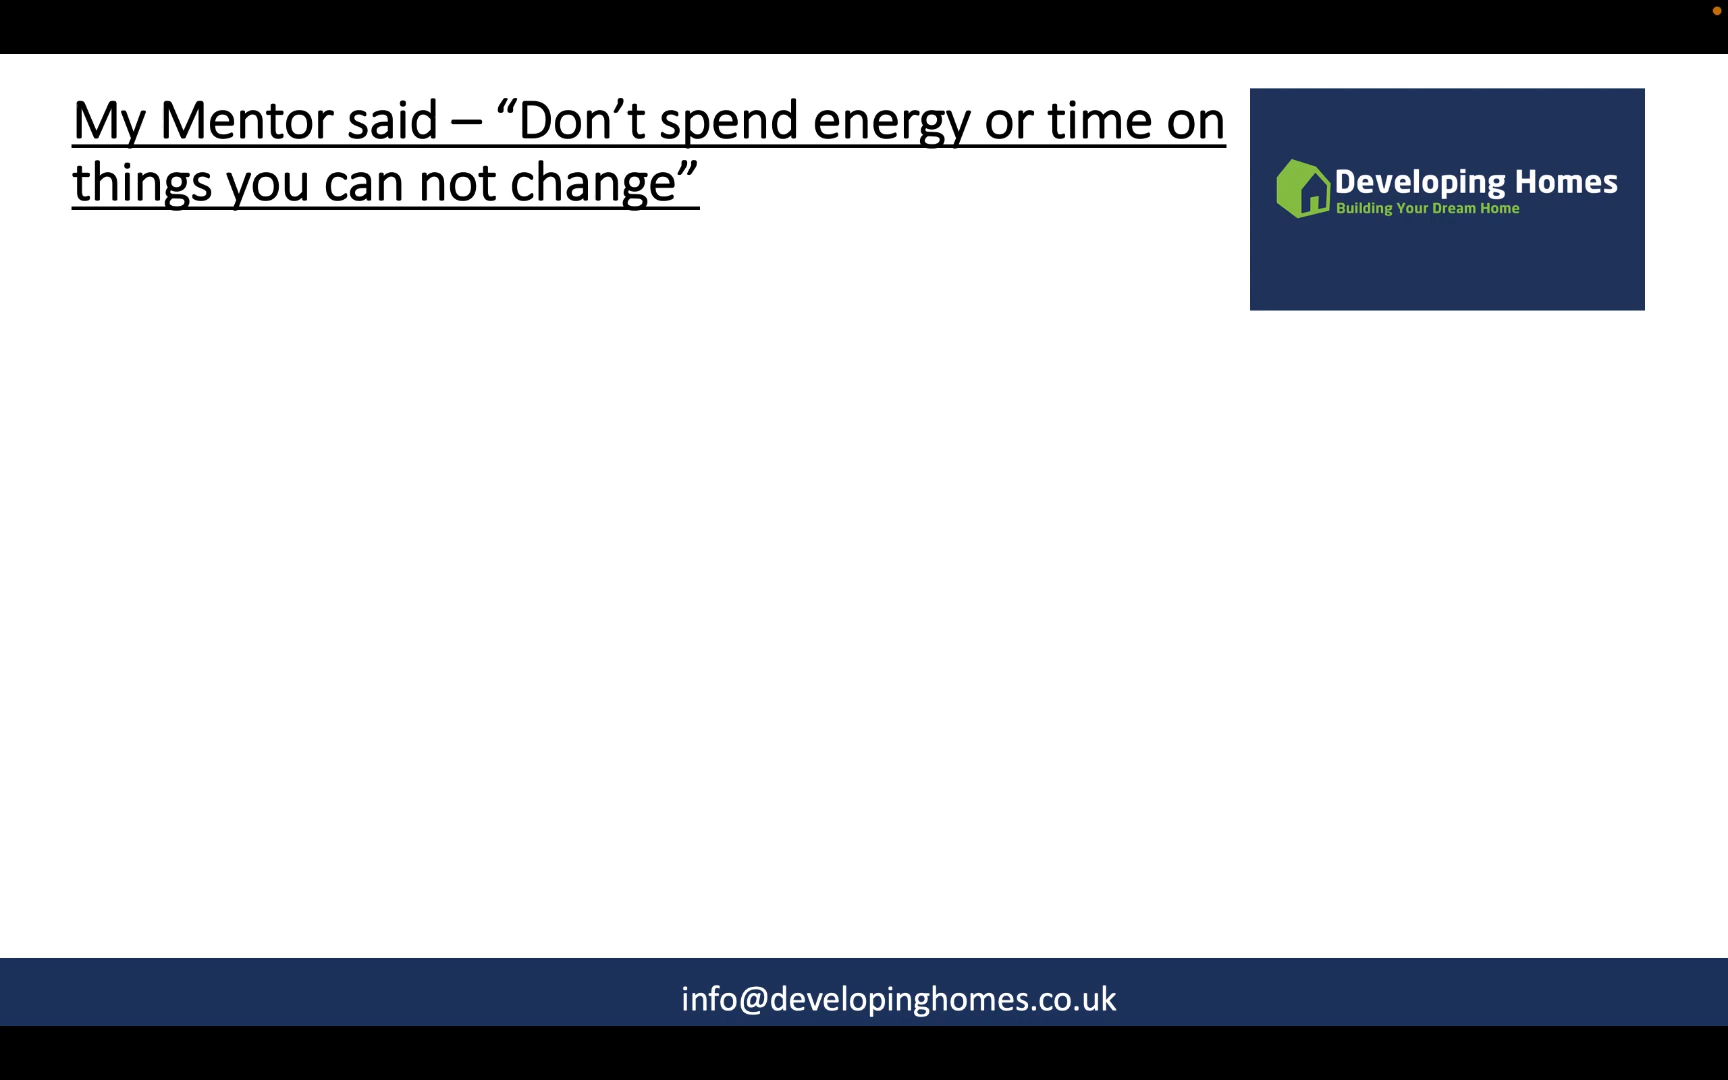 My Mentor said – “Don’t spend energy or time on
things you can not change”
Developing Homes
Building Your Dream Home
info@developinghomes.co.uk